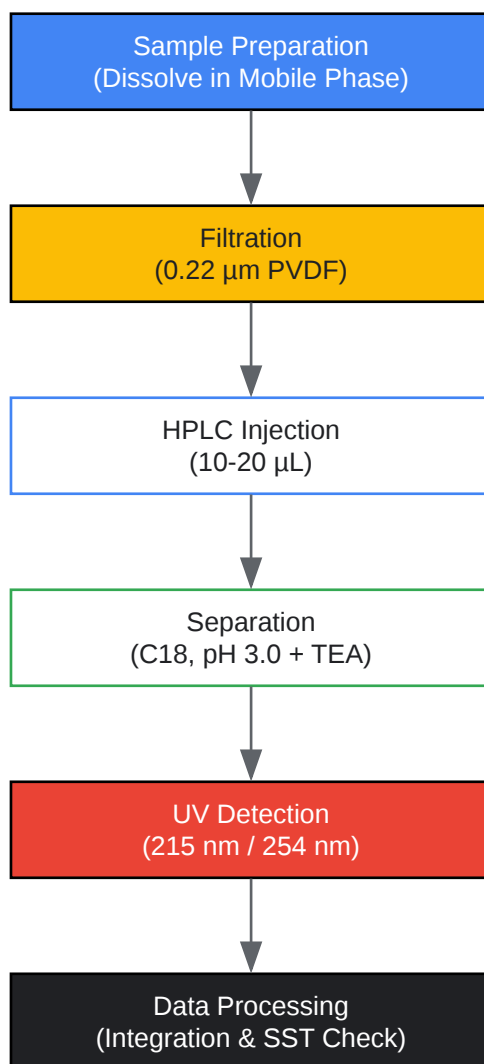 Sample Preparation
(Dissolve in Mobile Phase)
Filtration
(0.22 µm PVDF)
HPLC Injection
(10-20 µL)
Separation
(C18, pH 3.0 + TEA)
UV Detection
(215 nm / 254 nm)
Data Processing
(Integration & SST Check)